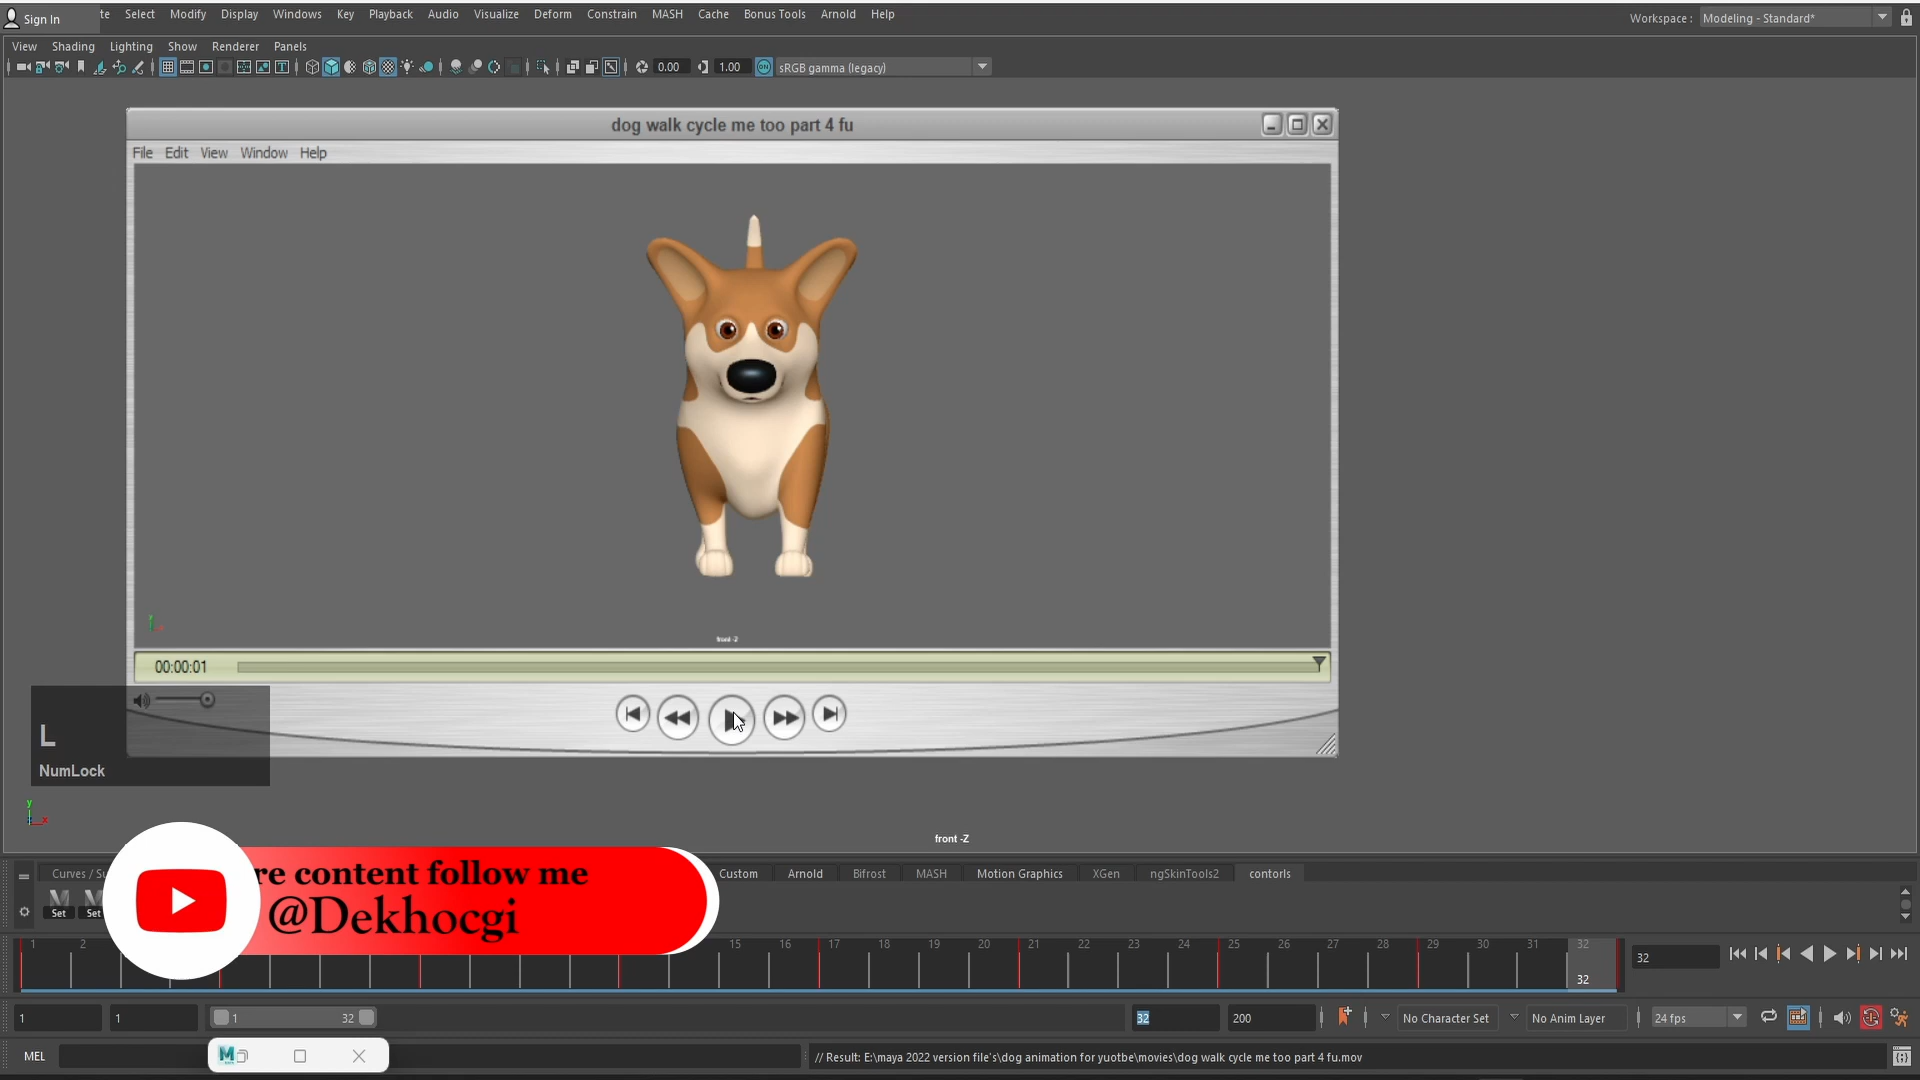 Sign In
te Select Modify Display Windows Key Playback Audio Visualize Deform Constrain MASH Cache Bonus Tools Arnold Help
Workspace : Modeling - Standard*
View Shading Lighting Show Renderer Panels
0.00 1.00 ON sRGB gamma (legacy)
dog walk cycle me too part 4 fu
File Edit View Window Help
front -Z
00:00:01
L
NumLock
y
x
front -Z
Curves / Su Custom Arnold Bifrost MASH Motion Graphics XGen ngSkinTools2 contorls
Set Set
re content follow me
@Dekhocgi
1 2 15 16 17 18 19 20 21 22 23 24 25 26 27 28 29 30 31 32
32
32
1 1 1 32 32 200 No Character Set No Anim Layer 24 fps
MEL // Result: E:\maya 2022 version file's\dog animation for yuotbe\movies\dog walk cycle me too part 4 fu.mov